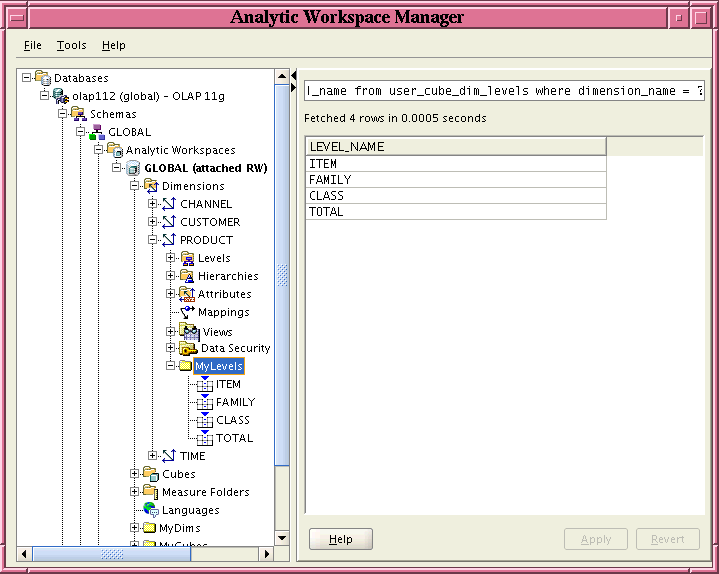 Analytic Workspace Manager
File Tools Help
Databases
olap112 (global) - OLAP 11g
Schemas
GLOBAL
Analytic Workspaces
GLOBAL (attached RW)
Dimensions
CHANNEL
CUSTOMER
PRODUCT
Levels
Hierarchies
Attributes
Mappings
Views
Data Security
MyLevels
ITEM
FAMILY
CLASS
TOTAL
TIME
Cubes
Measure Folders
Languages
MyDims
MyCubes
l_name from user_cube_dim_levels where dimension_name = ?
Fetched 4 rows in 0.0005 seconds
LEVEL_NAME
ITEM
FAMILY
CLASS
TOTAL
Help Apply Revert